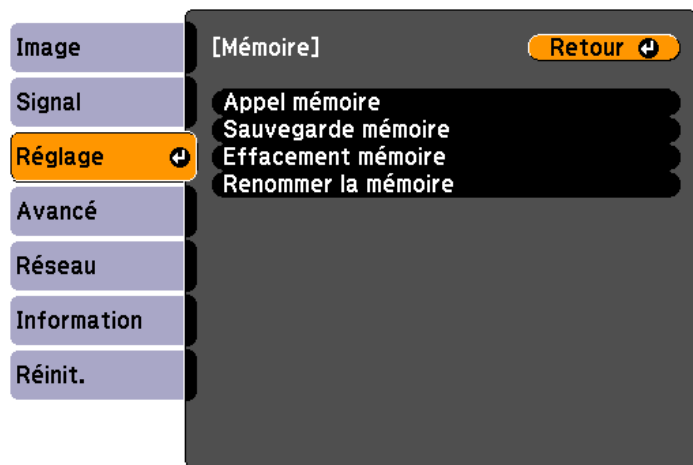 Image
Signal
Réglage
Avancé
Réseau
Information
Réinit.
[Mémoire]
Retour
Appel mémoire
Sauvegarde mémoire
Effacement mémoire
Renommer la mémoire